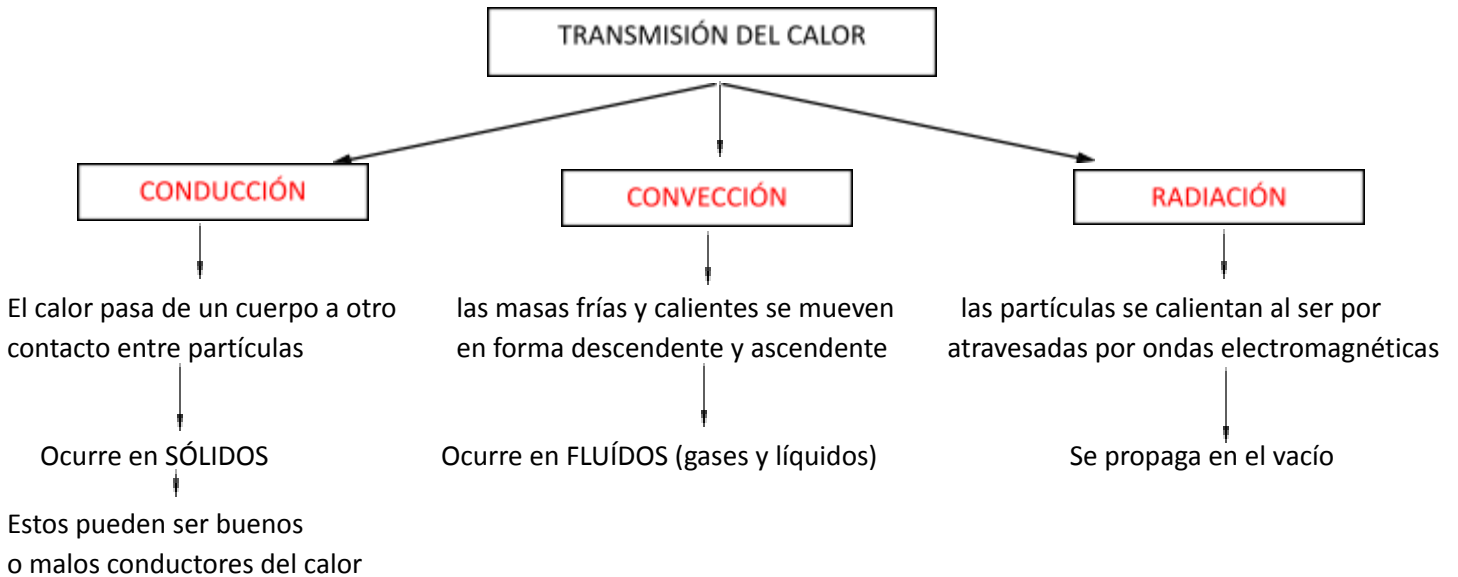 TRANSMISIÓN DEL CALOR
CONDUCCIÓN
El calor pasa de un cuerpo a otro
contacto entre partículas
Ocurre en SÓLIDOS
Estos pueden ser buenos
o malos conductores del calor
CONVECCIÓN
las masas frías y calientes se mueven
en forma descendente y ascendente
Ocurre en FLUÍDOS (gases y líquidos)
RADIACIÓN
las partículas se calientan al ser por
atravesadas por ondas electromagnéticas
Se propaga en el vacío